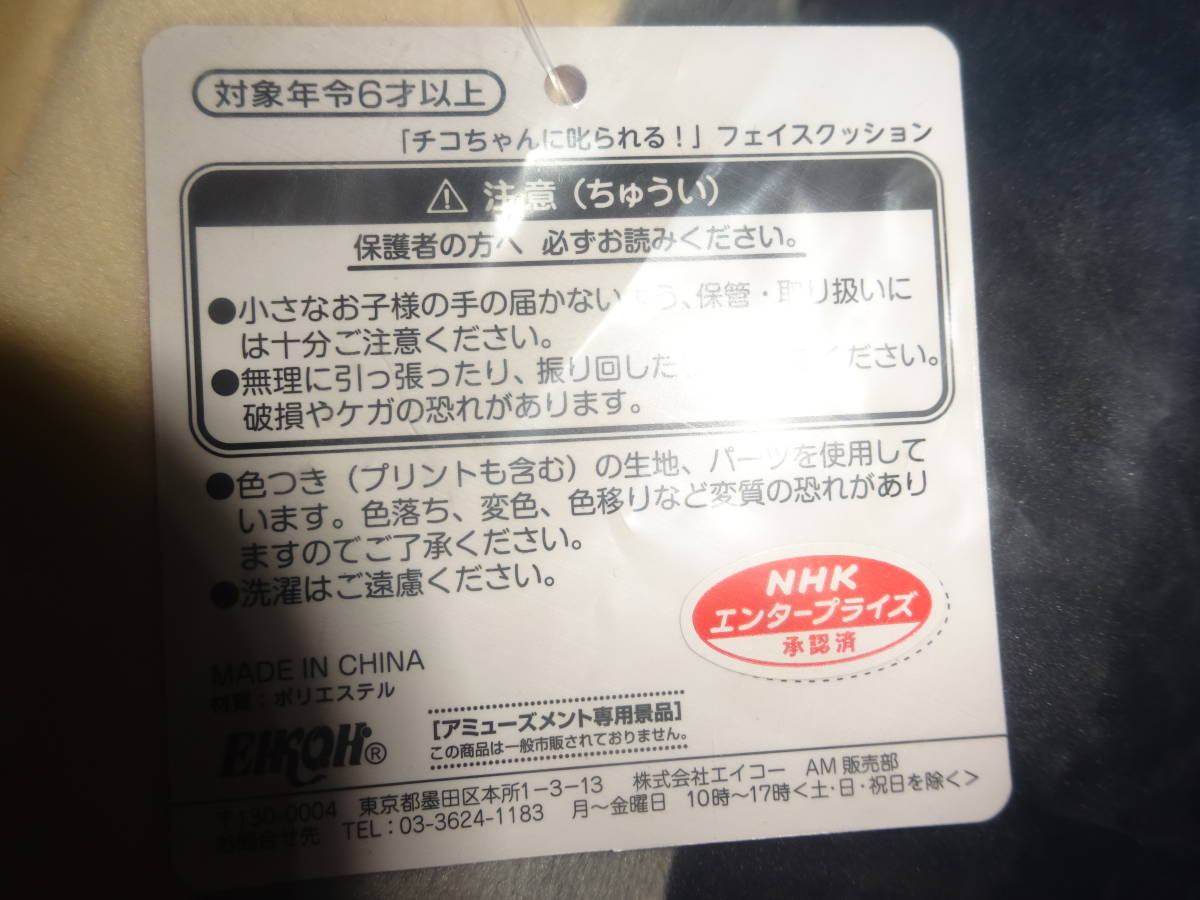 対象年令6才以上
「チコちゃんに叱られる！」フェイスクッション
⚠ 注意（ちゅうい）
保護者の方へ 必ずお読みください。
●小さなお子様の手の届かないよう、保管・取り扱いに
は十分ご注意ください。
●無理に引っ張ったり、振り回した ください。
破損やケガの恐れがあります。
●色つき（プリントも含む）の生地、パーツを使用して
います。色落ち、変色、色移りなど変質の恐れがあり
ますのでご了承ください。
●洗濯はご遠慮ください。
NHK
エンタープライズ
承認済
MADE IN CHINA
材質：ポリエステル
EIKOH®
［アミューズメント専用景品］
この商品は一般市販されておりません。
〒130-0004 東京都墨田区本所1-3-13 株式会社エイコー AM販売部
お問合せ先 TEL：03-3624-1183 月～金曜日 10時～17時＜土・日・祝日を除く＞